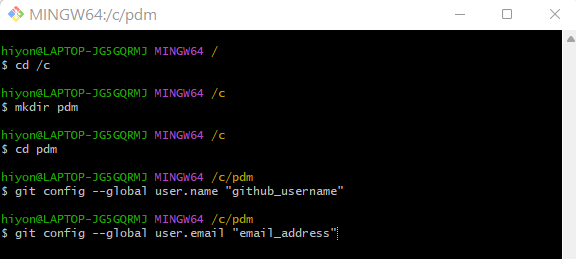 MINGW64:/c/pdm
hiyon@LAPTOP-JG5GQRMJ MINGW64 /
$ cd /c
hiyon@LAPTOP-JG5GQRMJ MINGW64 /c
$ mkdir pdm
hiyon@LAPTOP-JG5GQRMJ MINGW64 /c
$ cd pdm
hiyon@LAPTOP-JG5GQRMJ MINGW64 /c/pdm
$ git config --global user.name "github_username"
hiyon@LAPTOP-JG5GQRMJ MINGW64 /c/pdm
$ git config --global user.email "email_address"